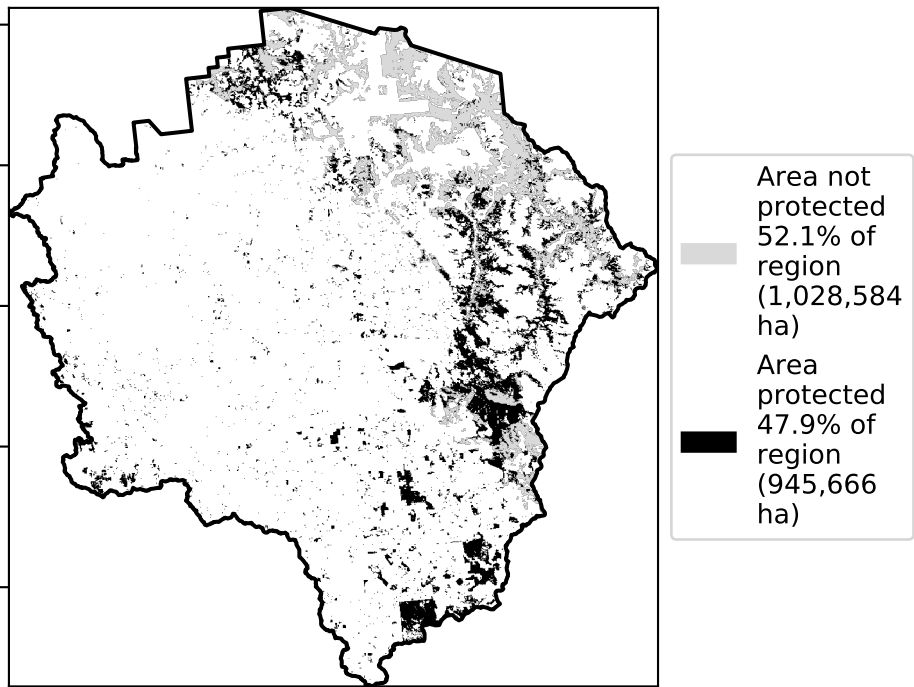 Area not
protected
52.1% of
region
(1,028,584
ha)
Area
protected
47.9% of
region
(945,666
ha)